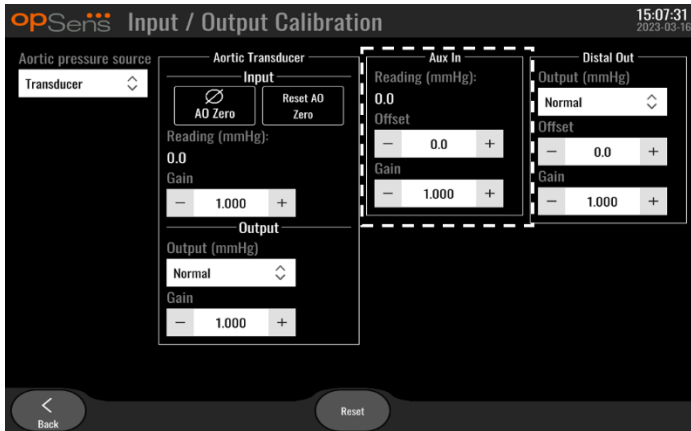 opSens Input / Output Calibration
15:07:31
2023-03-16
Aortic pressure source
Transducer
Aortic Transducer
Input
AO Zero
Reset AO
Zero
Reading (mmHg):
0.0
Gain
− 1.000 +
Output
Output (mmHg)
Normal
Gain
− 1.000 +
Aux In
Reading (mmHg):
0.0
Offset
− 0.0 +
Gain
− 1.000 +
Distal Out
Output (mmHg)
Normal
Offset
− 0.0 +
Gain
− 1.000 +
Back
Reset